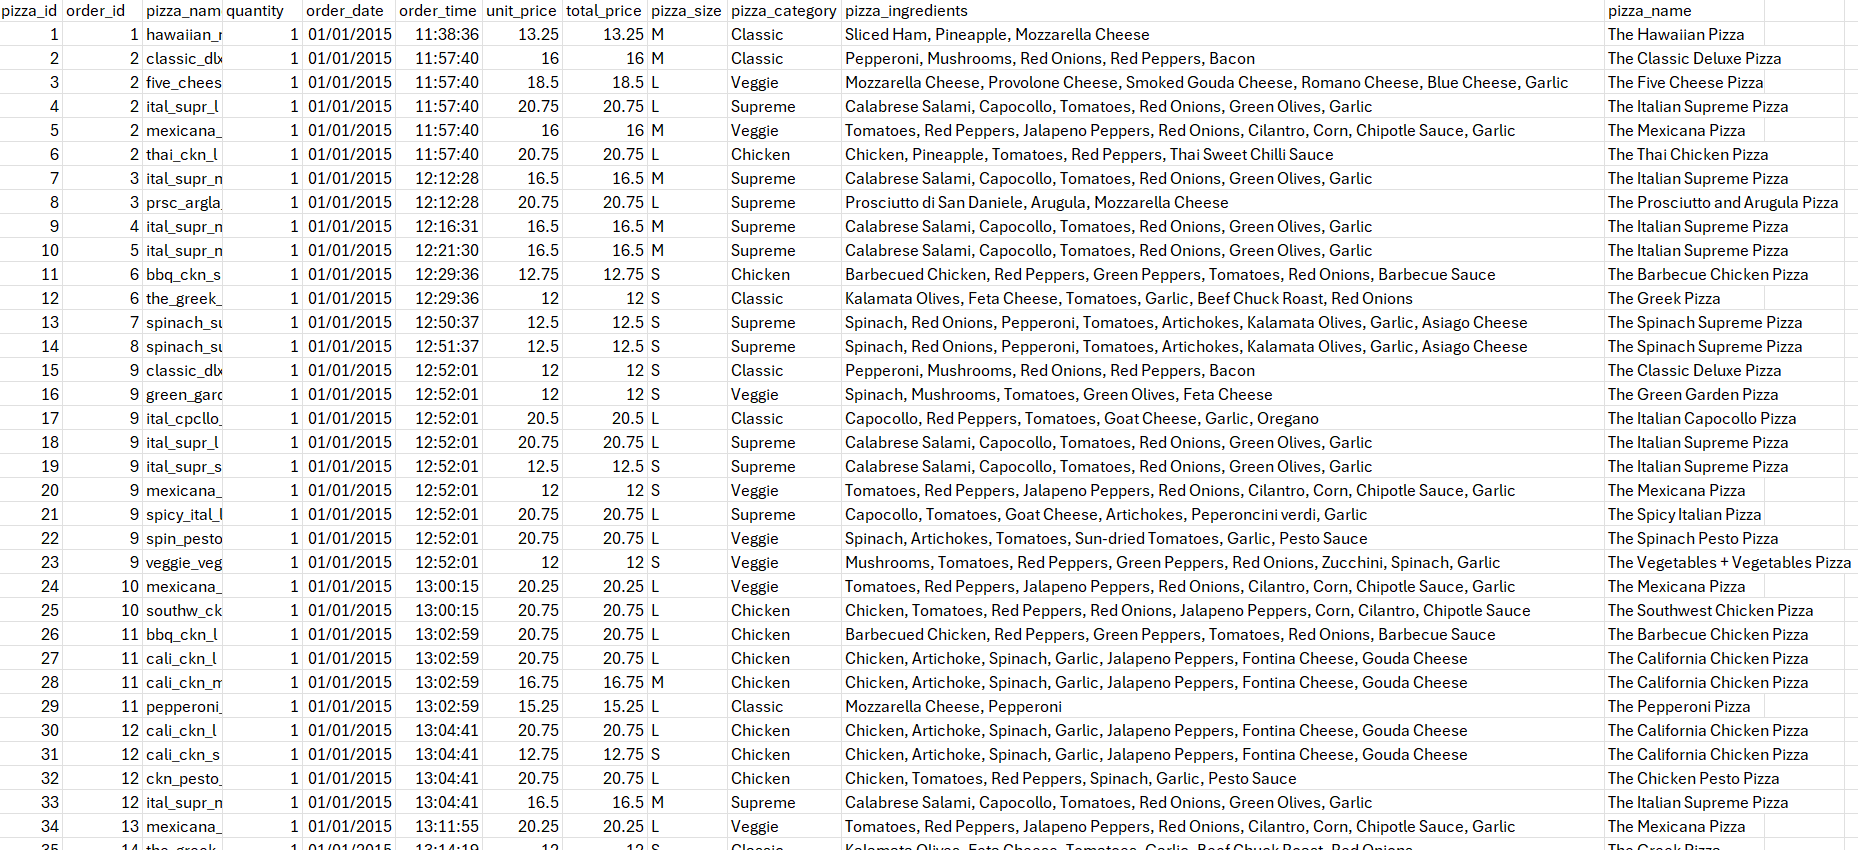 pizza_id order_id pizza_nam quantity order_date order_time unit_price total_price pizza_size pizza_category pizza_ingredients pizza_name
1 1 hawaiian_ 1 01/01/2015 11:38:36 13.25 13.25 M Classic Sliced Ham, Pineapple, Mozzarella Cheese The Hawaiian Pizza
2 2 classic_dlx 1 01/01/2015 11:57:40 16 16 M Classic Pepperoni, Mushrooms, Red Onions, Red Peppers, Bacon The Classic Deluxe Pizza
3 2 five_chees 1 01/01/2015 11:57:40 18.5 18.5 L Veggie Mozzarella Cheese, Provolone Cheese, Smoked Gouda Cheese, Romano Cheese, Blue Cheese, Garlic The Five Cheese Pizza
4 2 ital_supr_l 1 01/01/2015 11:57:40 20.75 20.75 L Supreme Calabrese Salami, Capocollo, Tomatoes, Red Onions, Green Olives, Garlic The Italian Supreme Pizza
5 2 mexicana_ 1 01/01/2015 11:57:40 16 16 M Veggie Tomatoes, Red Peppers, Jalapeno Peppers, Red Onions, Cilantro, Corn, Chipotle Sauce, Garlic The Mexicana Pizza
6 2 thai_ckn_l 1 01/01/2015 11:57:40 20.75 20.75 L Chicken Chicken, Pineapple, Tomatoes, Red Peppers, Thai Sweet Chilli Sauce The Thai Chicken Pizza
7 3 ital_supr_m 1 01/01/2015 12:12:28 16.5 16.5 M Supreme Calabrese Salami, Capocollo, Tomatoes, Red Onions, Green Olives, Garlic The Italian Supreme Pizza
8 3 prsc_argla_ 1 01/01/2015 12:12:28 20.75 20.75 L Supreme Prosciutto di San Daniele, Arugula, Mozzarella Cheese The Prosciutto and Arugula Pizza
9 4 ital_supr_m 1 01/01/2015 12:16:31 16.5 16.5 M Supreme Calabrese Salami, Capocollo, Tomatoes, Red Onions, Green Olives, Garlic The Italian Supreme Pizza
10 5 ital_supr_m 1 01/01/2015 12:21:30 16.5 16.5 M Supreme Calabrese Salami, Capocollo, Tomatoes, Red Onions, Green Olives, Garlic The Italian Supreme Pizza
11 6 bbq_ckn_s 1 01/01/2015 12:29:36 12.75 12.75 S Chicken Barbecued Chicken, Red Peppers, Green Peppers, Tomatoes, Red Onions, Barbecue Sauce The Barbecue Chicken Pizza
12 6 the_greek_ 1 01/01/2015 12:29:36 12 12 S Classic Kalamata Olives, Feta Cheese, Tomatoes, Garlic, Beef Chuck Roast, Red Onions The Greek Pizza
13 7 spinach_su 1 01/01/2015 12:50:37 12.5 12.5 S Supreme Spinach, Red Onions, Pepperoni, Tomatoes, Artichokes, Kalamata Olives, Garlic, Asiago Cheese The Spinach Supreme Pizza
14 8 spinach_su 1 01/01/2015 12:51:37 12.5 12.5 S Supreme Spinach, Red Onions, Pepperoni, Tomatoes, Artichokes, Kalamata Olives, Garlic, Asiago Cheese The Spinach Supreme Pizza
15 9 classic_dlx 1 01/01/2015 12:52:01 12 12 S Classic Pepperoni, Mushrooms, Red Onions, Red Peppers, Bacon The Classic Deluxe Pizza
16 9 green_gard 1 01/01/2015 12:52:01 12 12 S Veggie Spinach, Mushrooms, Tomatoes, Green Olives, Feta Cheese The Green Garden Pizza
17 9 ital_cpcllo_ 1 01/01/2015 12:52:01 20.5 20.5 L Classic Capocollo, Red Peppers, Tomatoes, Goat Cheese, Garlic, Oregano The Italian Capocollo Pizza
18 9 ital_supr_l 1 01/01/2015 12:52:01 20.75 20.75 L Supreme Calabrese Salami, Capocollo, Tomatoes, Red Onions, Green Olives, Garlic The Italian Supreme Pizza
19 9 ital_supr_s 1 01/01/2015 12:52:01 12.5 12.5 S Supreme Calabrese Salami, Capocollo, Tomatoes, Red Onions, Green Olives, Garlic The Italian Supreme Pizza
20 9 mexicana_ 1 01/01/2015 12:52:01 12 12 S Veggie Tomatoes, Red Peppers, Jalapeno Peppers, Red Onions, Cilantro, Corn, Chipotle Sauce, Garlic The Mexicana Pizza
21 9 spicy_ital_l 1 01/01/2015 12:52:01 20.75 20.75 L Supreme Capocollo, Tomatoes, Goat Cheese, Artichokes, Peperoncini verdi, Garlic The Spicy Italian Pizza
22 9 spin_pesto 1 01/01/2015 12:52:01 20.75 20.75 L Veggie Spinach, Artichokes, Tomatoes, Sun-dried Tomatoes, Garlic, Pesto Sauce The Spinach Pesto Pizza
23 9 veggie_veg 1 01/01/2015 12:52:01 12 12 S Veggie Mushrooms, Tomatoes, Red Peppers, Green Peppers, Red Onions, Zucchini, Spinach, Garlic The Vegetables + Vegetables Pizza
24 10 mexicana_ 1 01/01/2015 13:00:15 20.25 20.25 L Veggie Tomatoes, Red Peppers, Jalapeno Peppers, Red Onions, Cilantro, Corn, Chipotle Sauce, Garlic The Mexicana Pizza
25 10 southw_ck 1 01/01/2015 13:00:15 20.75 20.75 L Chicken Chicken, Tomatoes, Red Peppers, Red Onions, Jalapeno Peppers, Corn, Cilantro, Chipotle Sauce The Southwest Chicken Pizza
26 11 bbq_ckn_l 1 01/01/2015 13:02:59 20.75 20.75 L Chicken Barbecued Chicken, Red Peppers, Green Peppers, Tomatoes, Red Onions, Barbecue Sauce The Barbecue Chicken Pizza
27 11 cali_ckn_l 1 01/01/2015 13:02:59 20.75 20.75 L Chicken Chicken, Artichoke, Spinach, Garlic, Jalapeno Peppers, Fontina Cheese, Gouda Cheese The California Chicken Pizza
28 11 cali_ckn_m 1 01/01/2015 13:02:59 16.75 16.75 M Chicken Chicken, Artichoke, Spinach, Garlic, Jalapeno Peppers, Fontina Cheese, Gouda Cheese The California Chicken Pizza
29 11 pepperoni_ 1 01/01/2015 13:02:59 15.25 15.25 L Classic Mozzarella Cheese, Pepperoni The Pepperoni Pizza
30 12 cali_ckn_l 1 01/01/2015 13:04:41 20.75 20.75 L Chicken Chicken, Artichoke, Spinach, Garlic, Jalapeno Peppers, Fontina Cheese, Gouda Cheese The California Chicken Pizza
31 12 cali_ckn_s 1 01/01/2015 13:04:41 12.75 12.75 S Chicken Chicken, Artichoke, Spinach, Garlic, Jalapeno Peppers, Fontina Cheese, Gouda Cheese The California Chicken Pizza
32 12 ckn_pesto_ 1 01/01/2015 13:04:41 20.75 20.75 L Chicken Chicken, Tomatoes, Red Peppers, Spinach, Garlic, Pesto Sauce The Chicken Pesto Pizza
33 12 ital_supr_m 1 01/01/2015 13:04:41 16.5 16.5 M Supreme Calabrese Salami, Capocollo, Tomatoes, Red Onions, Green Olives, Garlic The Italian Supreme Pizza
34 13 mexicana_ 1 01/01/2015 13:11:55 20.25 20.25 L Veggie Tomatoes, Red Peppers, Jalapeno Peppers, Red Onions, Cilantro, Corn, Chipotle Sauce, Garlic The Mexicana Pizza
35 14 the_greek_ 1 01/01/2015 13:14:19 12 12 S Classic Kalamata Olives, Feta Cheese, Tomatoes, Garlic, Beef Chuck Roast, Red Onions The Greek Pizza